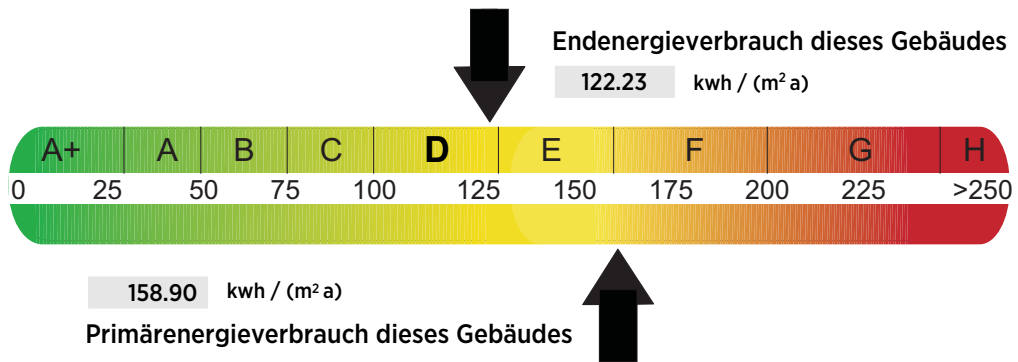 Endenergieverbrauch dieses Gebäudes
122.23 kwh / (m² a)
A+ A B C D E F G H
0 25 50 75 100 125 150 175 200 225 >250
158.90 kwh / (m² a)
Primärenergieverbrauch dieses Gebäudes